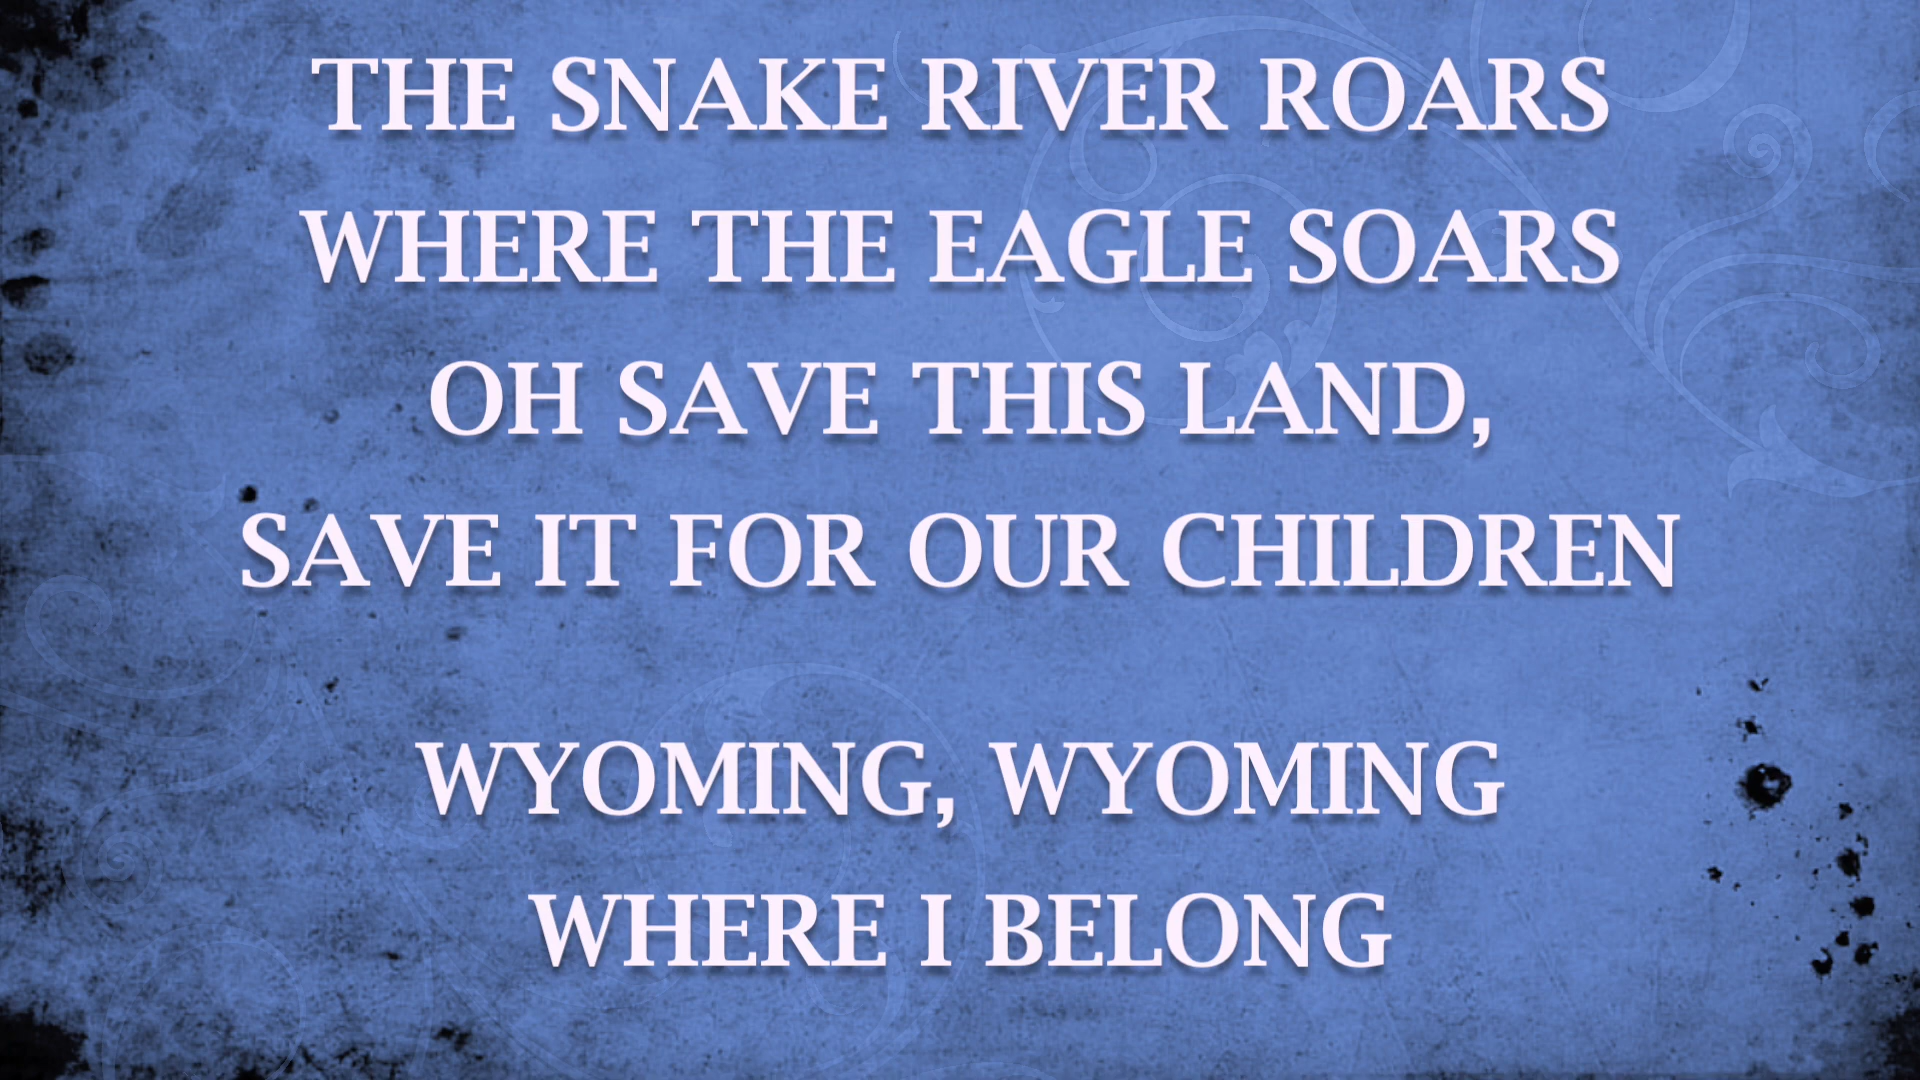 THE SNAKE RIVER ROARS
WHERE THE EAGLE SOARS
OH SAVE THIS LAND,
SAVE IT FOR OUR CHILDREN
WYOMING, WYOMING
WHERE I BELONG